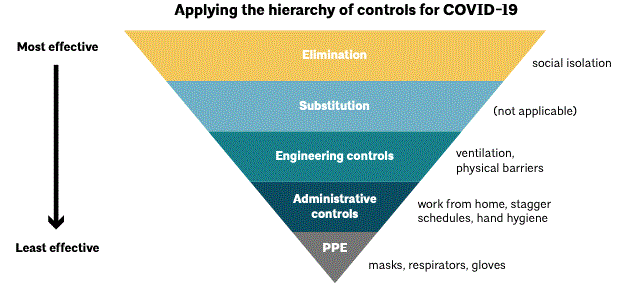 Applying the hierarchy of controls for COVID-19
Most effective
Elimination
social isolation
Substitution
(not applicable)
Engineering controls
ventilation,
physical barriers
Administrative
controls
work from home, stagger
schedules, hand hygiene
Least effective
PPE
masks, respirators, gloves